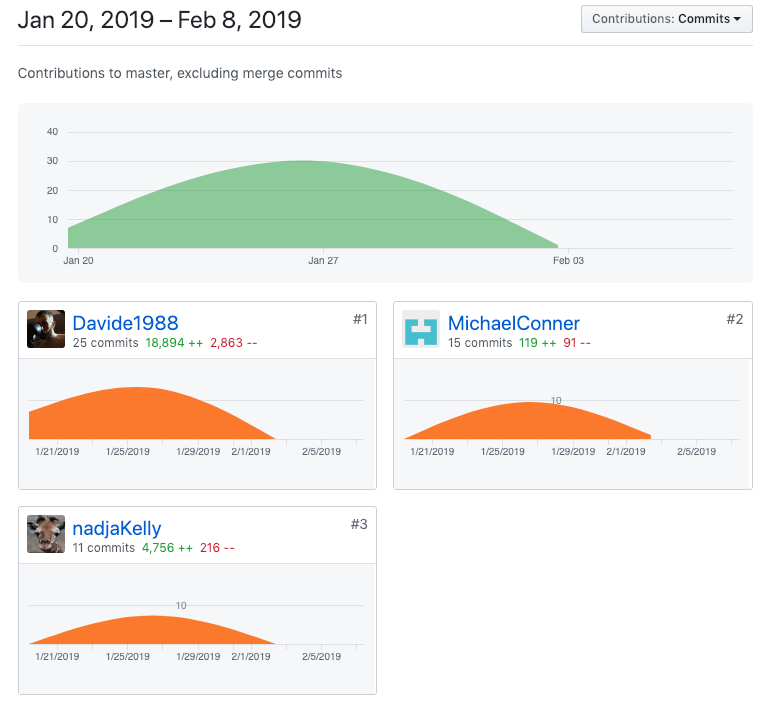 Jan 20, 2019 – Feb 8, 2019
Contributions: Commits
Contributions to master, excluding merge commits
40
30
20
10
0
Jan 20 Jan 27 Feb 03
Davide1988 #1
25 commits 18,894 ++ 2,863 --
1/21/2019 1/25/2019 1/29/2019 2/1/2019 2/5/2019
MichaelConner #2
15 commits 119 ++ 91 --
10
1/21/2019 1/25/2019 1/29/2019 2/1/2019 2/5/2019
nadjaKelly #3
11 commits 4,756 ++ 216 --
10
1/21/2019 1/25/2019 1/29/2019 2/1/2019 2/5/2019